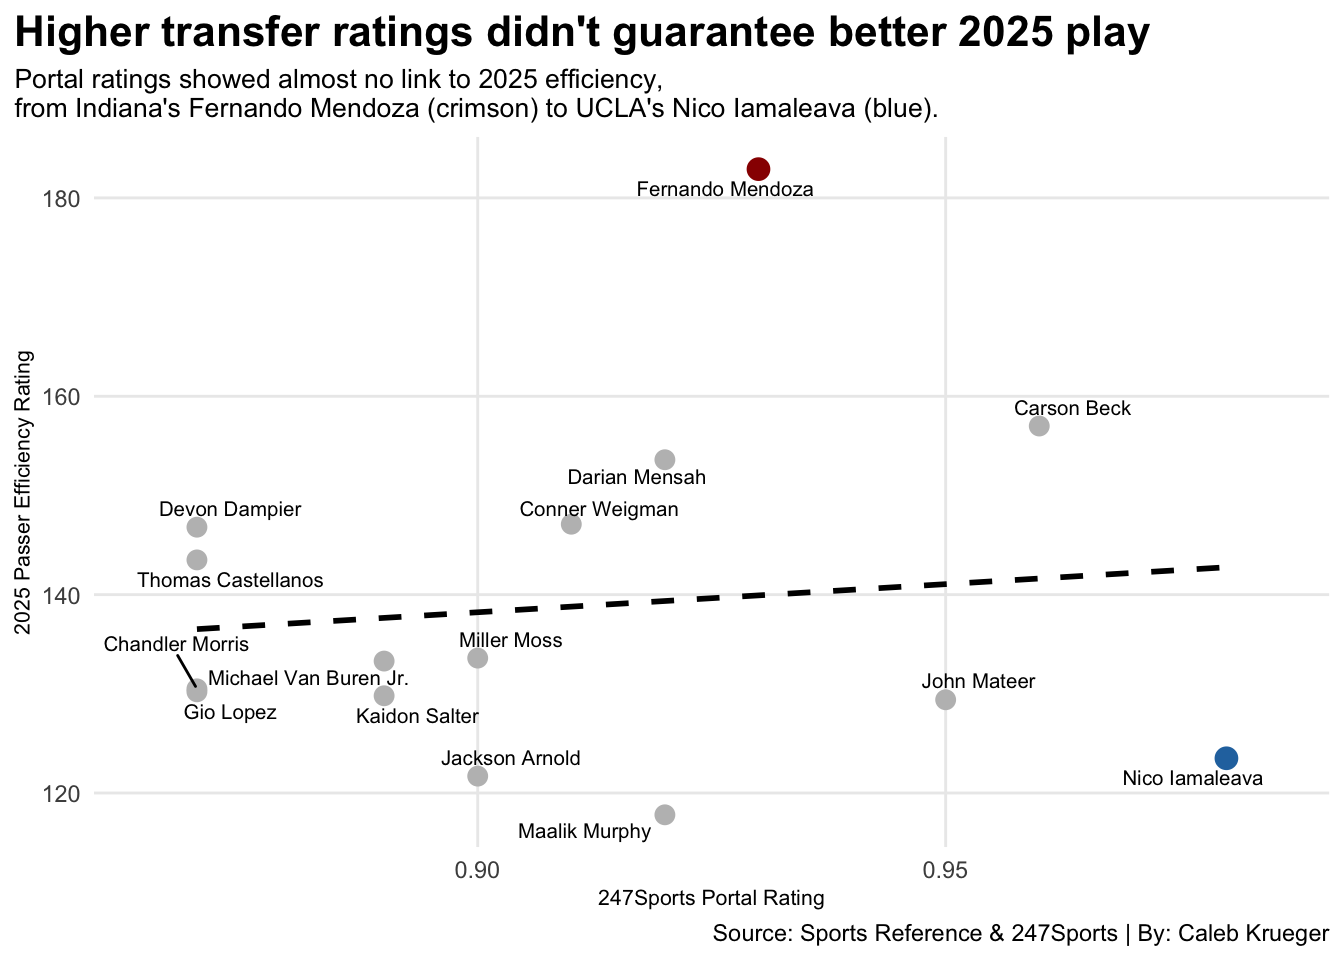 Higher transfer ratings didn't guarantee better 2025 play
Portal ratings showed almost no link to 2025 efficiency,
from Indiana's Fernando Mendoza (crimson) to UCLA's Nico Iamaleava (blue).
2025 Passer Efficiency Rating
180
160
140
120
Fernando Mendoza
Carson Beck
Darian Mensah
Devon Dampier
Conner Weigman
Thomas Castellanos
Chandler Morris
Miller Moss
Michael Van Buren Jr.
John Mateer
Gio Lopez
Kaidon Salter
Jackson Arnold
Nico Iamaleava
Maalik Murphy
0.90
0.95
247Sports Portal Rating
Source: Sports Reference & 247Sports | By: Caleb Krueger